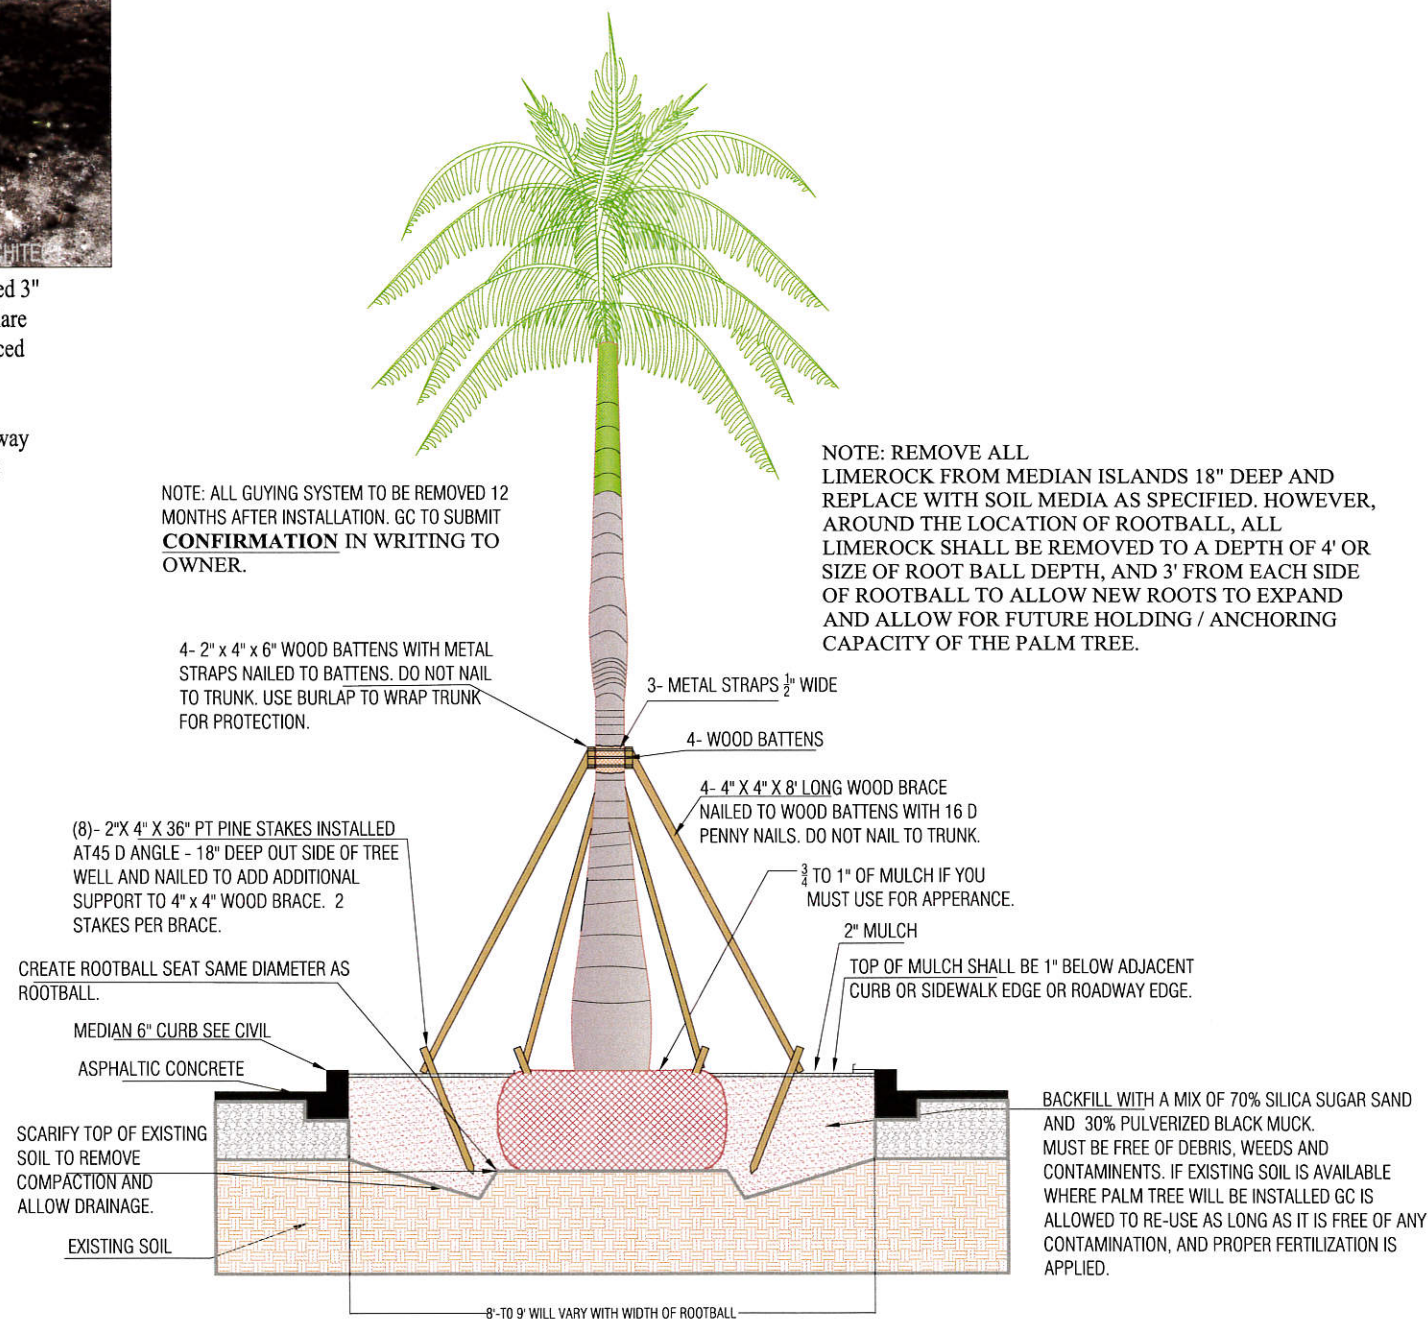 HITE
ed 3"
are
ced
way
NOTE: ALL GUYING SYSTEM TO BE REMOVED 12
MONTHS AFTER INSTALLATION. GC TO SUBMIT
CONFIRMATION IN WRITING TO
OWNER.
NOTE: REMOVE ALL
LIMEROCK FROM MEDIAN ISLANDS 18" DEEP AND
REPLACE WITH SOIL MEDIA AS SPECIFIED. HOWEVER,
AROUND THE LOCATION OF ROOTBALL, ALL
LIMEROCK SHALL BE REMOVED TO A DEPTH OF 4' OR
SIZE OF ROOT BALL DEPTH, AND 3' FROM EACH SIDE
OF ROOTBALL TO ALLOW NEW ROOTS TO EXPAND
AND ALLOW FOR FUTURE HOLDING / ANCHORING
CAPACITY OF THE PALM TREE.
4- 2" x 4" x 6" WOOD BATTENS WITH METAL
STRAPS NAILED TO BATTENS. DO NOT NAIL
TO TRUNK. USE BURLAP TO WRAP TRUNK
FOR PROTECTION.
3- METAL STRAPS 1/2" WIDE
4- WOOD BATTENS
4- 4" X 4" X 8' LONG WOOD BRACE
NAILED TO WOOD BATTENS WITH 16 D
PENNY NAILS. DO NOT NAIL TO TRUNK.
(8)- 2"X 4" X 36" PT PINE STAKES INSTALLED
AT45 D ANGLE - 18" DEEP OUT SIDE OF TREE
WELL AND NAILED TO ADD ADDITIONAL
SUPPORT TO 4" x 4" WOOD BRACE. 2
STAKES PER BRACE.
3/4 TO 1" OF MULCH IF YOU
MUST USE FOR APPERANCE.
2" MULCH
TOP OF MULCH SHALL BE 1" BELOW ADJACENT
CURB OR SIDEWALK EDGE OR ROADWAY EDGE.
CREATE ROOTBALL SEAT SAME DIAMETER AS
ROOTBALL.
MEDIAN 6" CURB SEE CIVIL
ASPHALTIC CONCRETE
SCARIFY TOP OF EXISTING
SOIL TO REMOVE
COMPACTION AND
ALLOW DRAINAGE.
EXISTING SOIL
BACKFILL WITH A MIX OF 70% SILICA SUGAR SAND
AND 30% PULVERIZED BLACK MUCK.
MUST BE FREE OF DEBRIS, WEEDS AND
CONTAMINENTS. IF EXISTING SOIL IS AVAILABLE
WHERE PALM TREE WILL BE INSTALLED GC IS
ALLOWED TO RE-USE AS LONG AS IT IS FREE OF ANY
CONTAMINATION, AND PROPER FERTILIZATION IS
APPLIED.
8'-TO 9' WILL VARY WITH WIDTH OF ROOTBALL